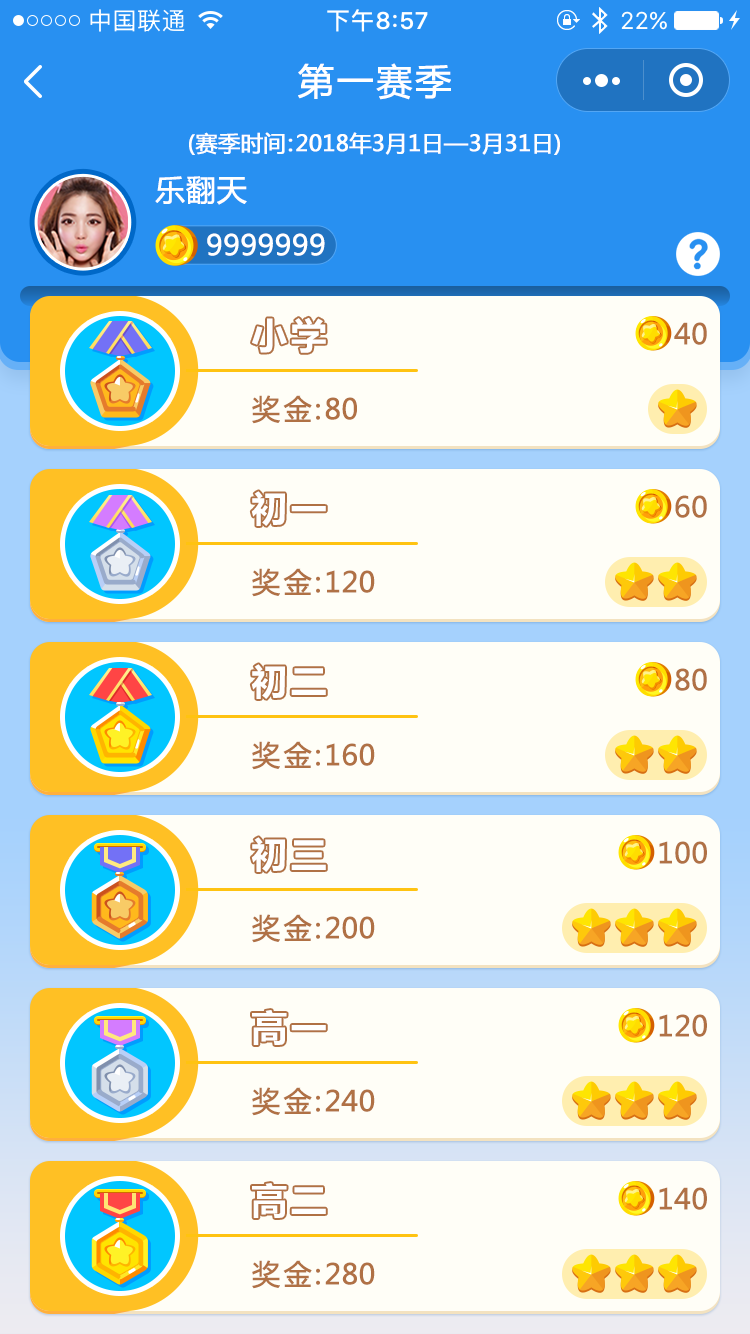 中国联通 下午8:57 22%
第一赛季
(赛季时间:2018年3月1日—3月31日)
乐翻天
9999999
?
小学 40
奖金:80
初一 60
奖金:120
初二 80
奖金:160
初三 100
奖金:200
高一 120
奖金:240
高二 140
奖金:280